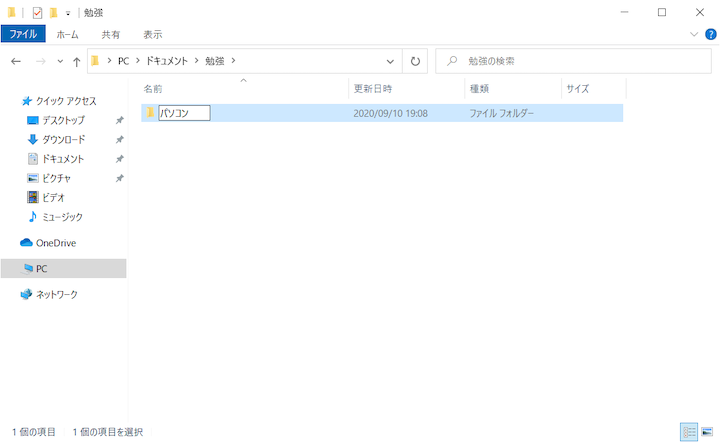 勉強
ファイル ホーム 共有 表示
PC ドキュメント 勉強 勉強の検索
名前 更新日時 種類 サイズ
パソコン 2020/09/10 19:08 ファイル フォルダー
クイック アクセス
デスクトップ
ダウンロード
ドキュメント
ピクチャ
ビデオ
ミュージック
OneDrive
PC
ネットワーク
1 個の項目 1 個の項目を選択